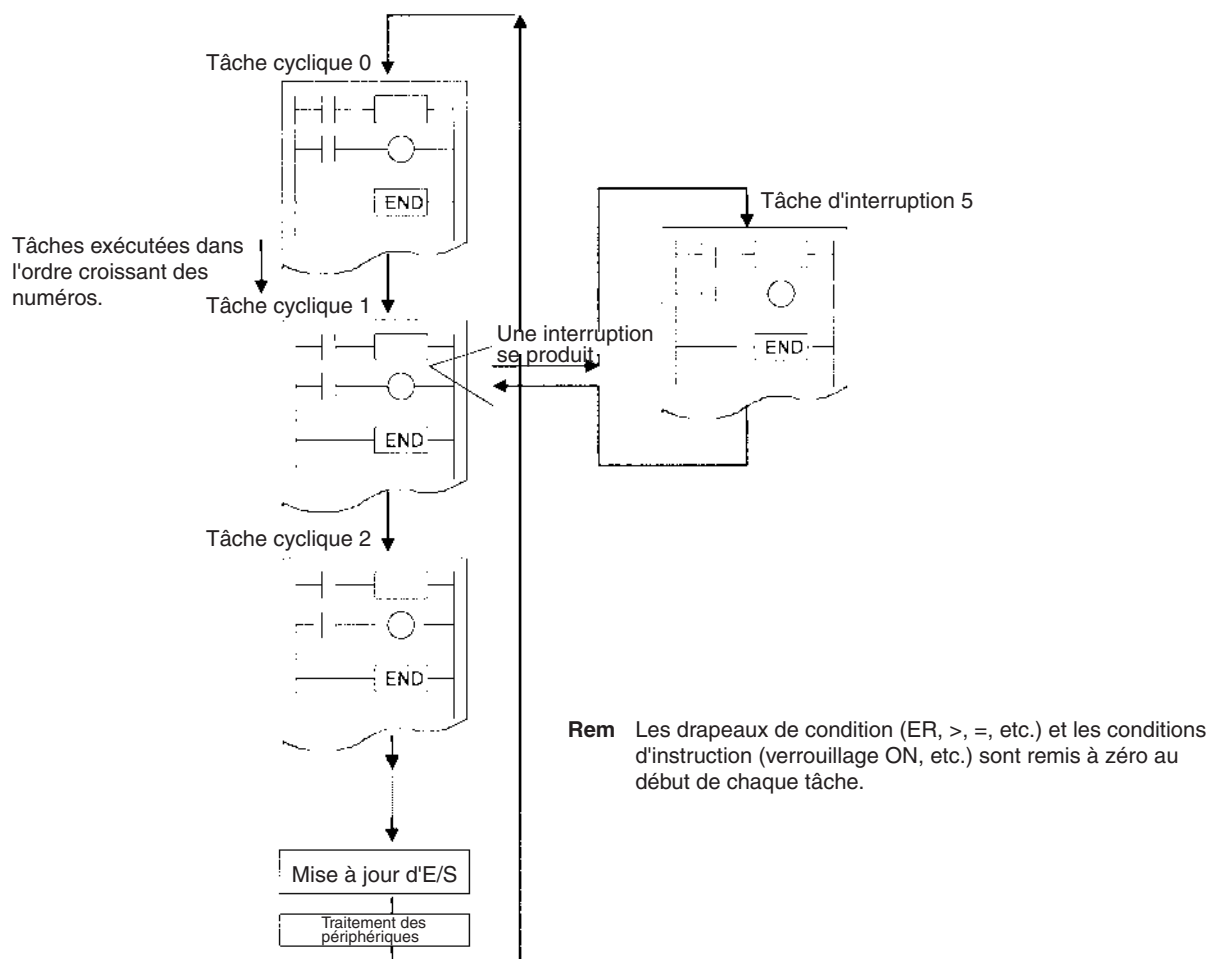 Tâche cyclique 0
END
Tâche d'interruption 5
END
Tâches exécutées dans
l'ordre croissant des
numéros.
Tâche cyclique 1
Une interruption
se produit
END
Tâche cyclique 2
END
Rem Les drapeaux de condition (ER, >, =, etc.) et les conditions
d'instruction (verrouillage ON, etc.) sont remis à zéro au
début de chaque tâche.
Mise à jour d'E/S
Traitement des
périphériques